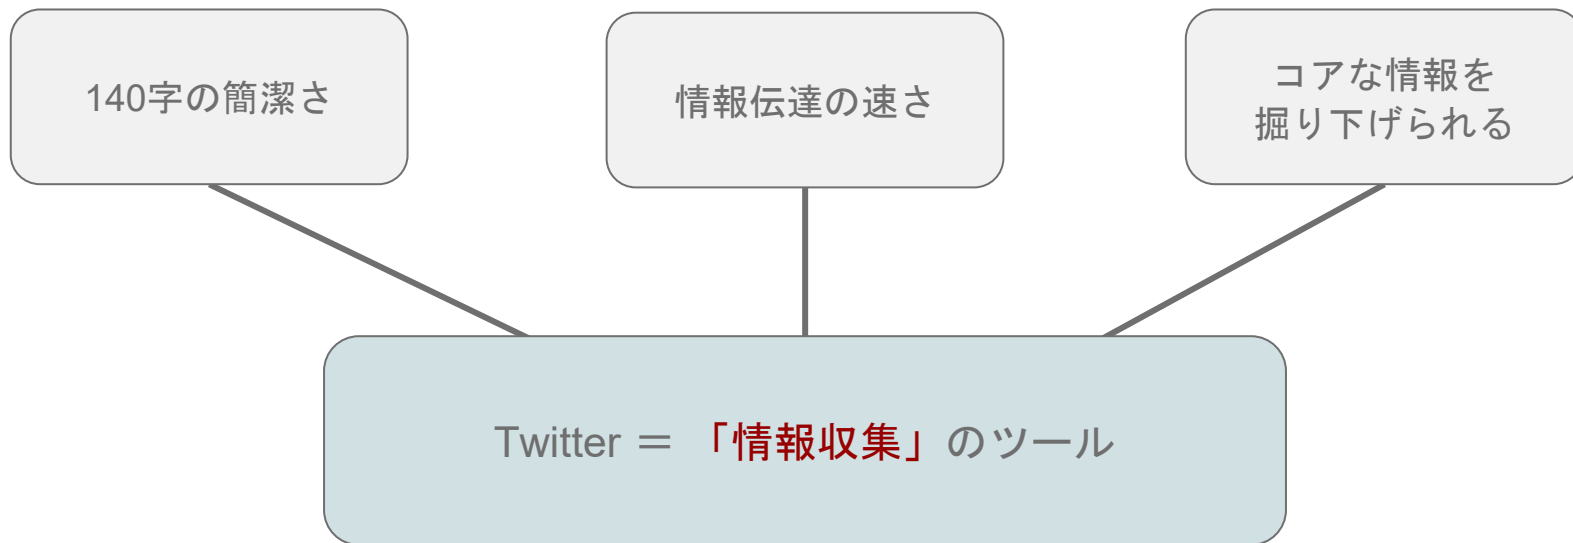 140字の簡潔さ
情報伝達の速さ
コアな情報を
掘り下げられる
Twitter ＝ 「情報収集」のツール